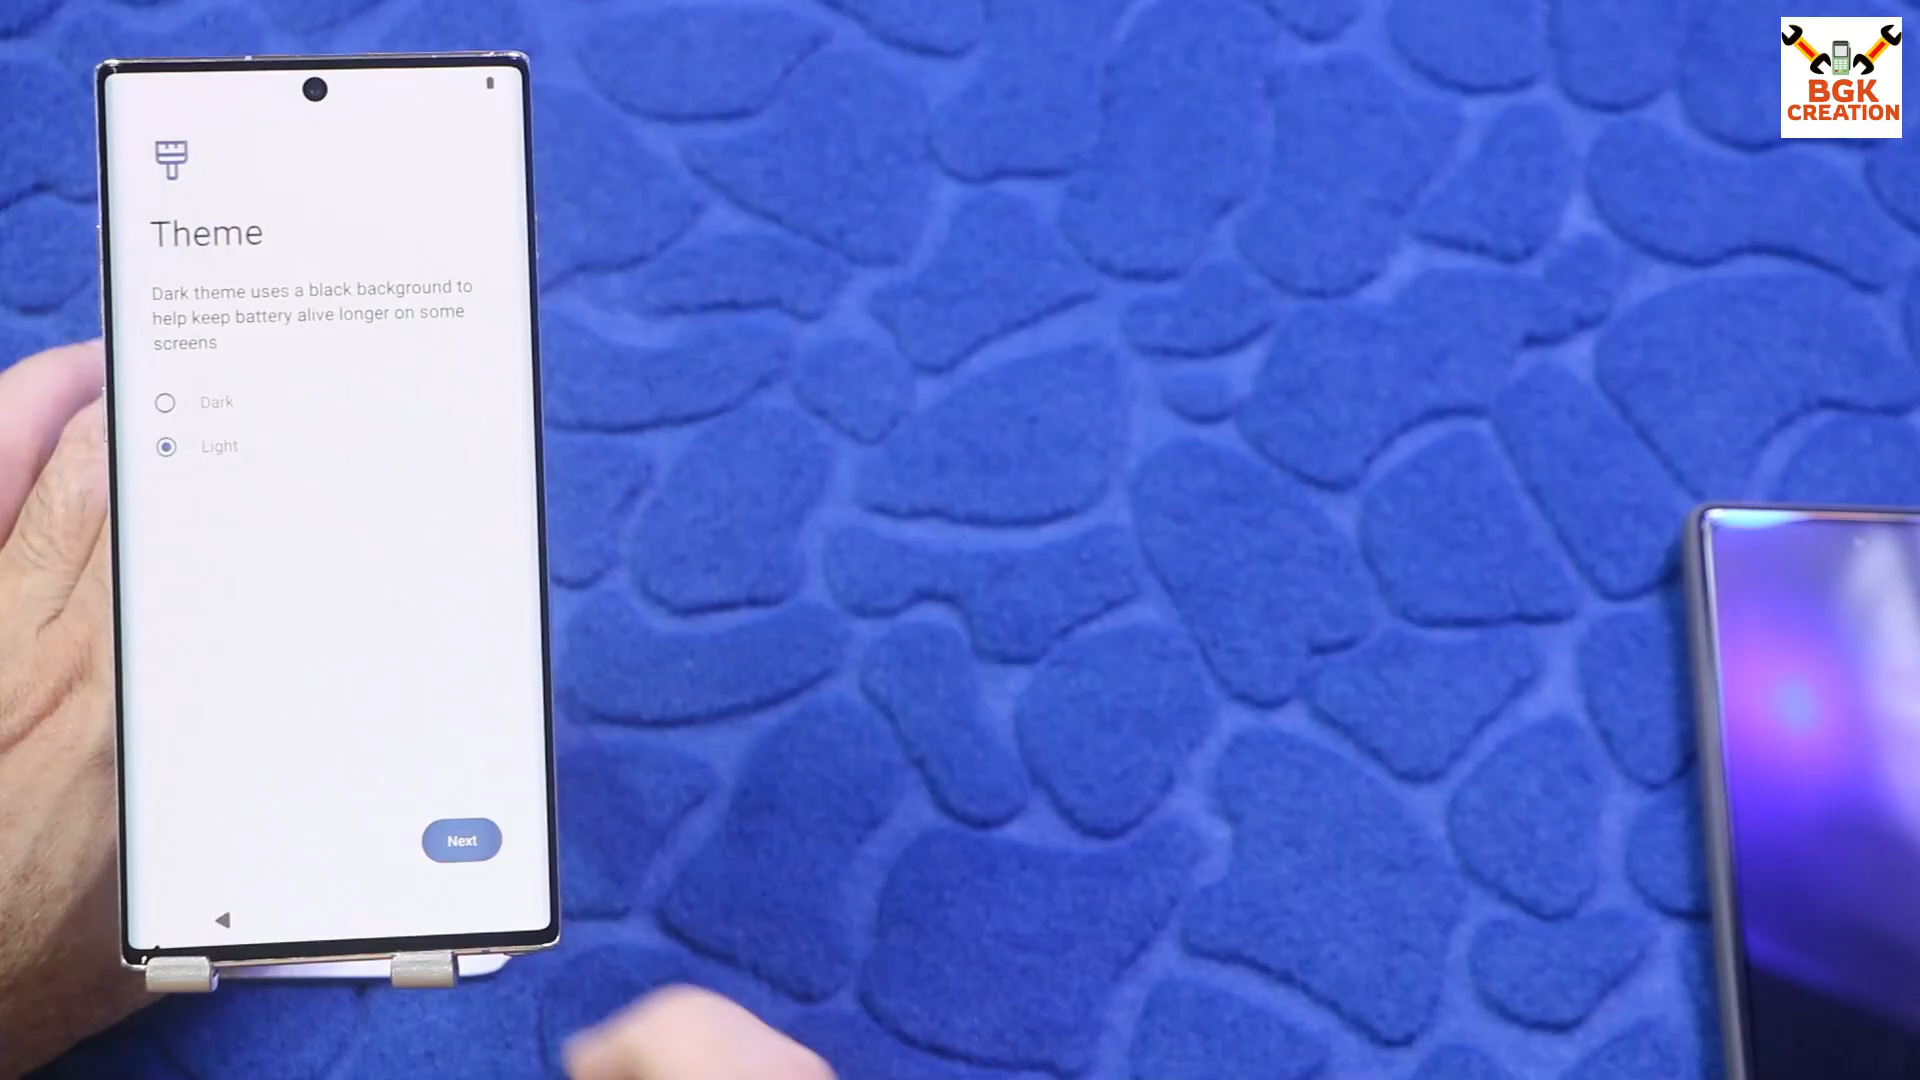 Theme
Dark theme uses a black background to
help keep battery alive longer on some
screens
Dark
Light
Next
BGK
CREATION